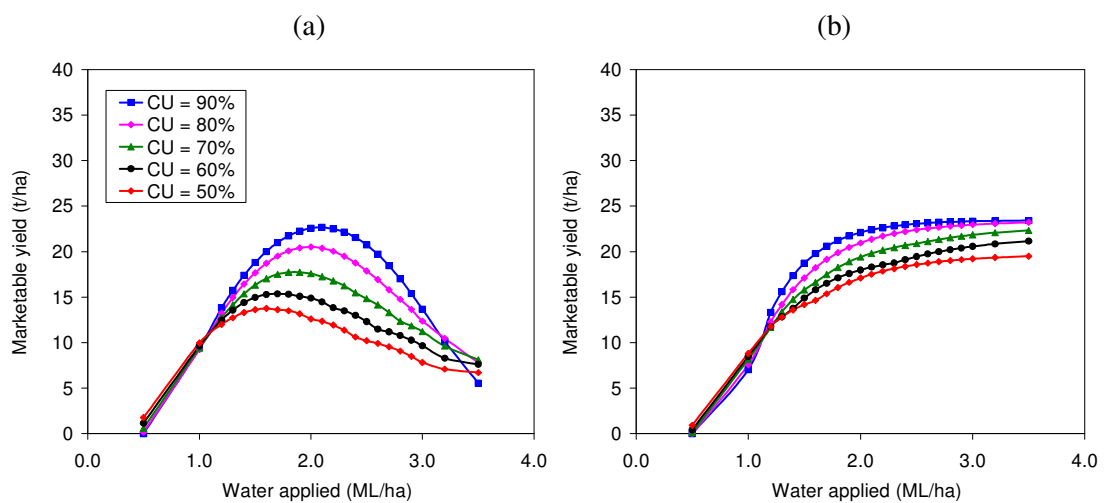 (a)
(b)
Marketable yield (t/ha)
40
35
30
25
20
15
10
5
0
CU = 90%
CU = 80%
CU = 70%
CU = 60%
CU = 50%
0.0 1.0 2.0 3.0 4.0
Water applied (ML/ha)
Marketable yield (t/ha)
40
35
30
25
20
15
10
5
0
0.0 1.0 2.0 3.0 4.0
Water applied (ML/ha)